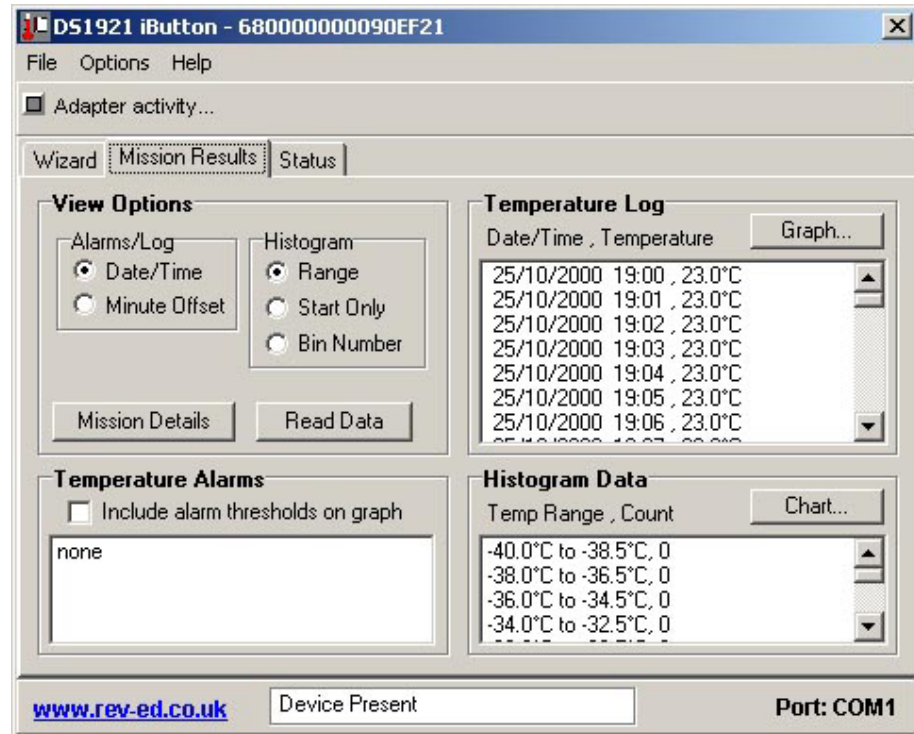 DS1921 iButton - 680000000090EF21
File Options Help
Adapter activity...
Wizard Mission Results Status
View Options
Alarms/Log
Date/Time
Minute Offset
Histogram
Range
Start Only
Bin Number
Mission Details Read Data
Temperature Log
Date/Time , Temperature Graph...
25/10/2000 19:00 , 23.0°C
25/10/2000 19:01 , 23.0°C
25/10/2000 19:02 , 23.0°C
25/10/2000 19:03 , 23.0°C
25/10/2000 19:04 , 23.0°C
25/10/2000 19:05 , 23.0°C
25/10/2000 19:06 , 23.0°C
Temperature Alarms
Include alarm thresholds on graph
none
Histogram Data
Temp Range , Count Chart...
-40.0°C to -38.5°C, 0
-38.0°C to -36.5°C, 0
-36.0°C to -34.5°C, 0
-34.0°C to -32.5°C, 0
www.rev-ed.co.uk Device Present Port: COM1